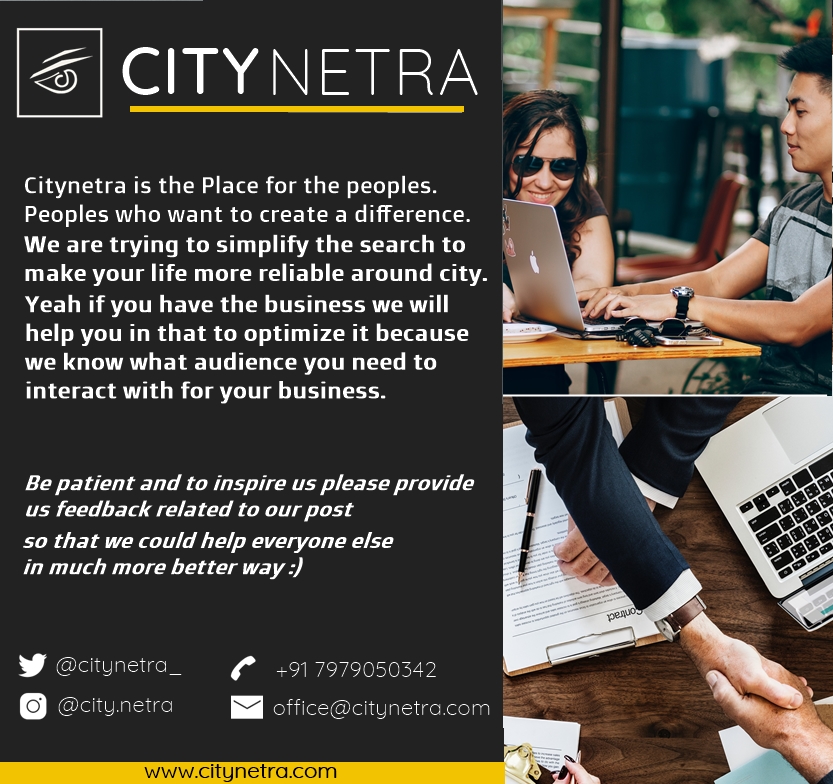 CITY NETRA
Citynetra is the Place for the peoples.
Peoples who want to create a difference.
We are trying to simplify the search to
make your life more reliable around city.
Yeah if you have the business we will
help you in that to optimize it because
we know what audience you need to
interact with for your business.
Be patient and to inspire us please provide
us feedback related to our post
so that we could help everyone else
in much more better way :)
@citynetra_
+91 7979050342
@city.netra
office@citynetra.com
www.citynetra.com
Contract